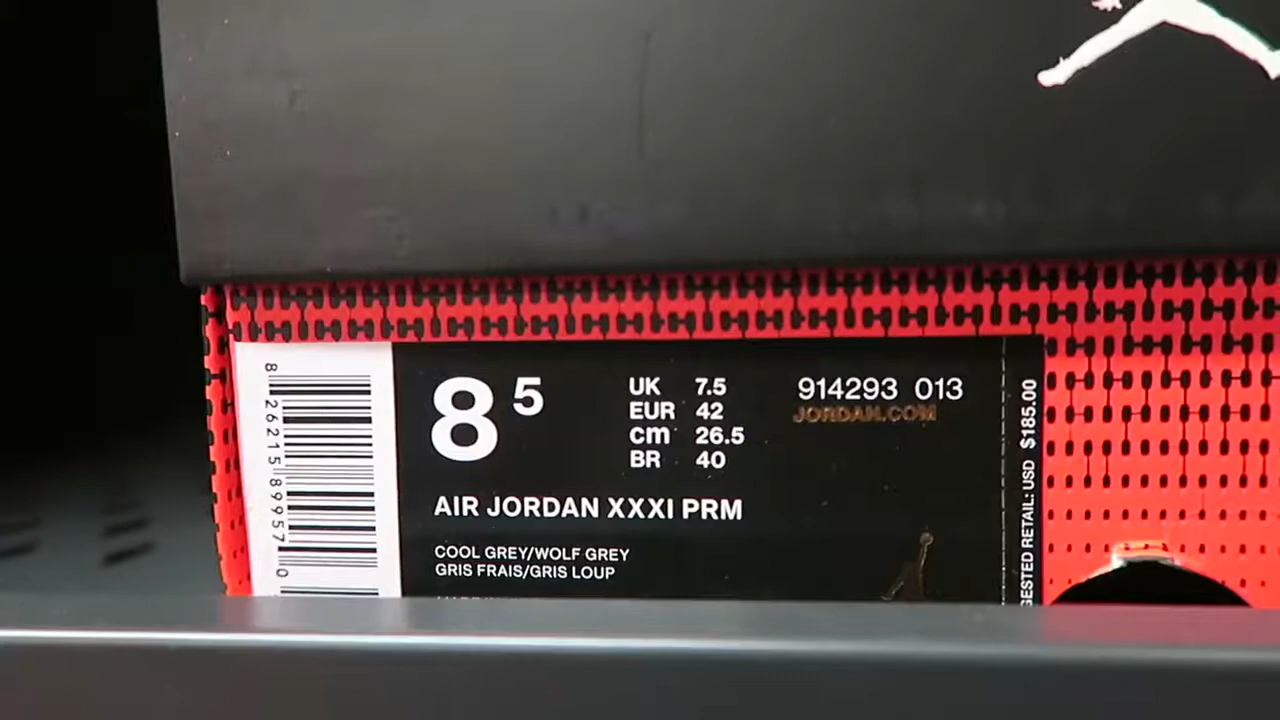 8 26215 89957 0
8 5
UK 7.5
EUR 42
cm 26.5
BR 40
914293 013
JORDAN.COM
AIR JORDAN XXXI PRM
COOL GREY/WOLF GREY
GRIS FRAIS/GRIS LOUP
RETAIL: USD $185.00